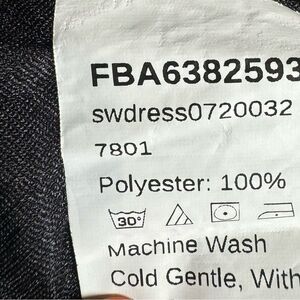 FBA6382593
swdress0720032
7801
Polyester: 100%
30°
Machine Wash
Cold Gentle, With